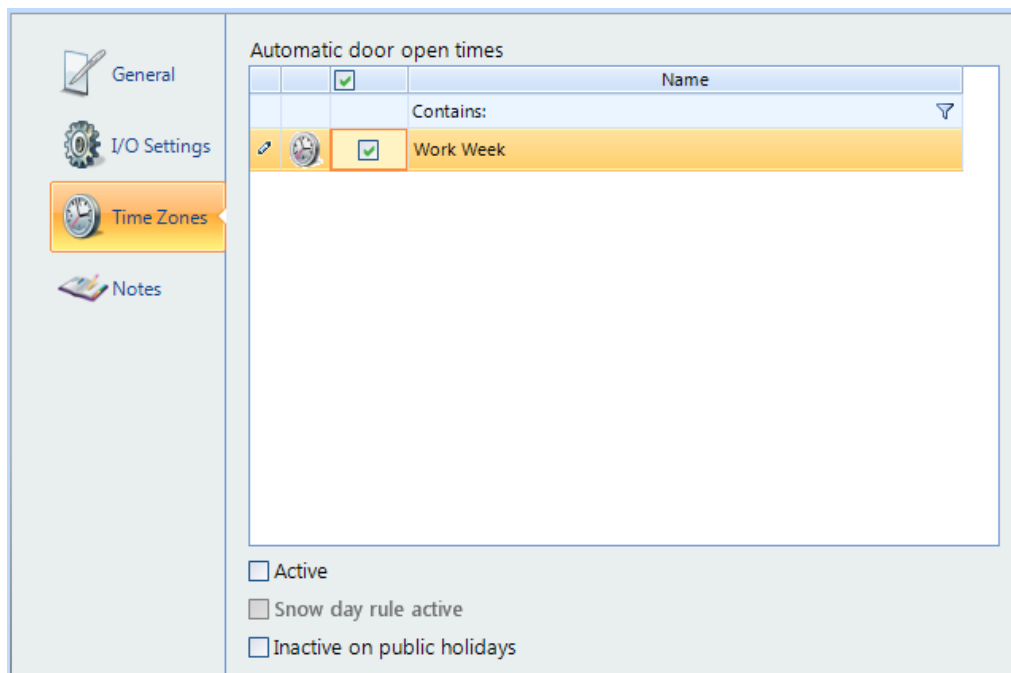 General
I/O Settings
Time Zones
Notes
Automatic door open times
Name
Contains:
Work Week
Active
Snow day rule active
Inactive on public holidays